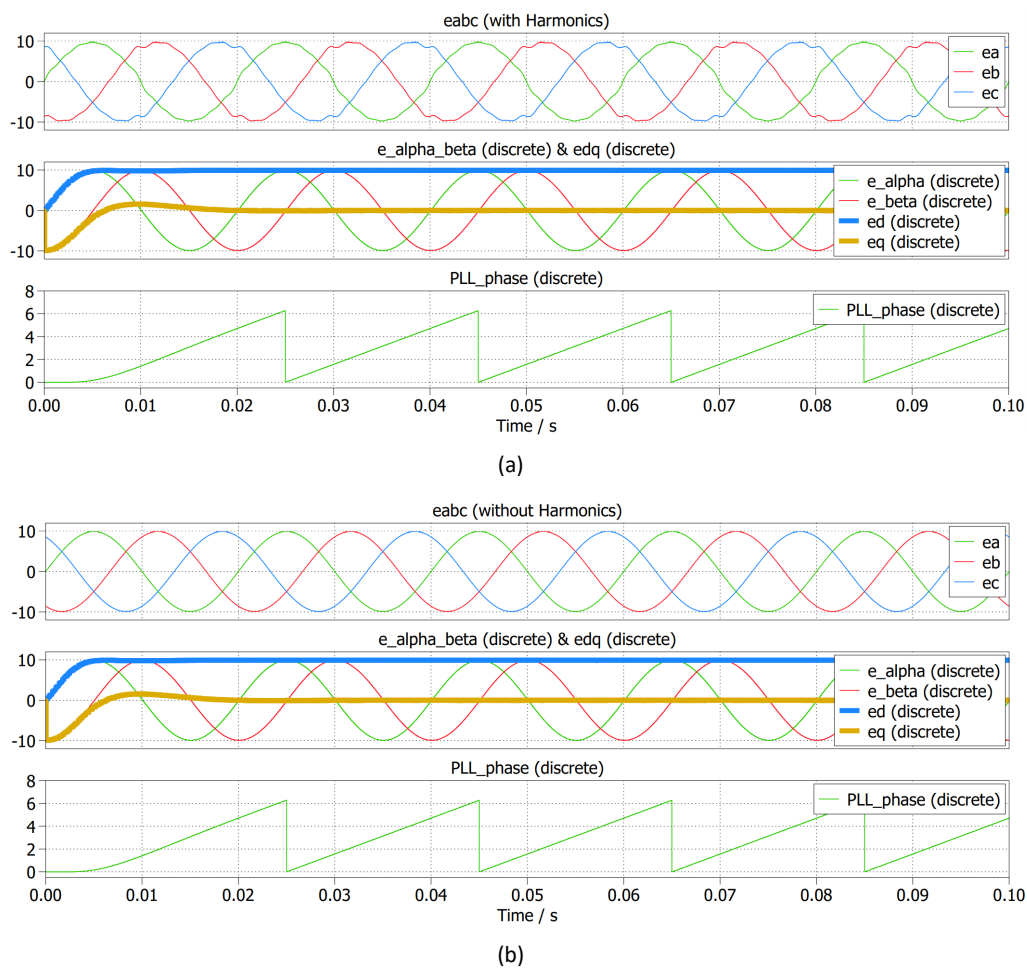 eabc (with Harmonics)
10
0
-10
ea
eb
ec
e_alpha_beta (discrete) & edq (discrete)
10
0
-10
e_alpha (discrete)
e_beta (discrete)
ed (discrete)
eq (discrete)
PLL_phase (discrete)
8
6
4
2
0
PLL_phase (discrete)
0.00 0.01 0.02 0.03 0.04 0.05 0.06 0.07 0.08 0.09 0.10
Time / s
(a)
eabc (without Harmonics)
10
0
-10
ea
eb
ec
e_alpha_beta (discrete) & edq (discrete)
10
0
-10
e_alpha (discrete)
e_beta (discrete)
ed (discrete)
eq (discrete)
PLL_phase (discrete)
8
6
4
2
0
PLL_phase (discrete)
0.00 0.01 0.02 0.03 0.04 0.05 0.06 0.07 0.08 0.09 0.10
Time / s
(b)